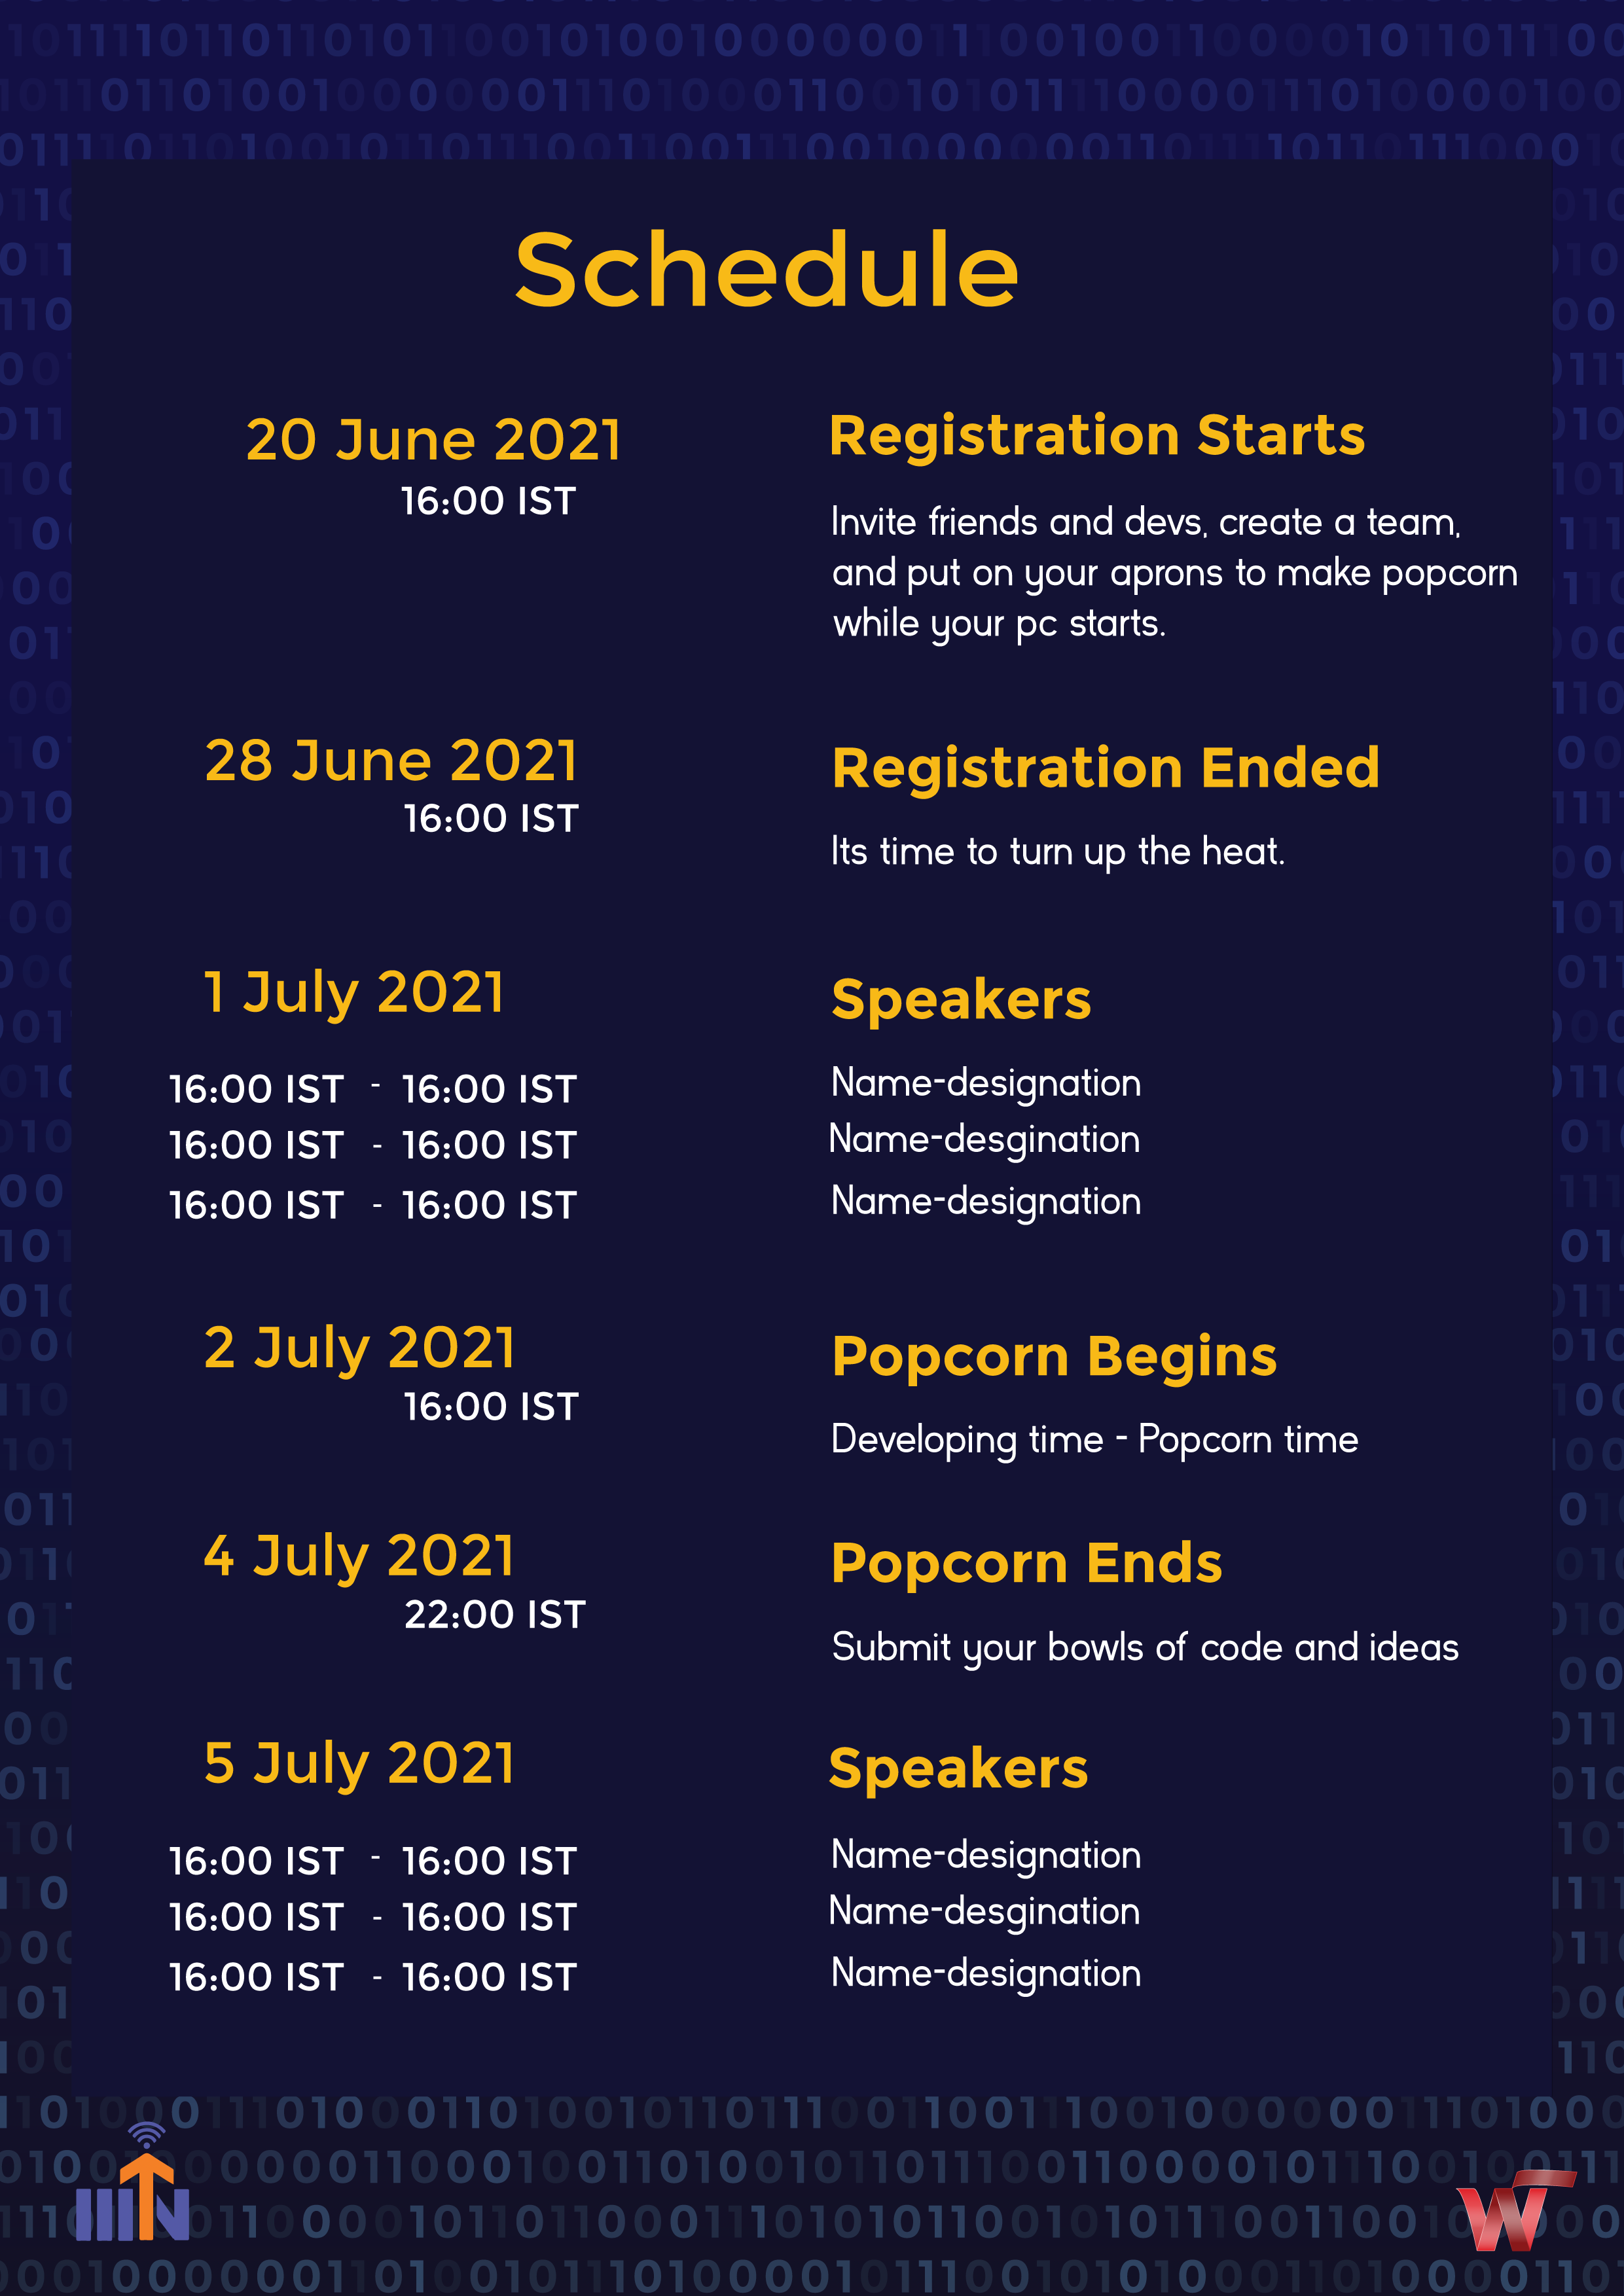 Schedule
20 June 2021
16:00 IST
Registration Starts
Invite friends and devs, create a team,
and put on your aprons to make popcorn
while your pc starts.
28 June 2021
16:00 IST
Registration Ended
Its time to turn up the heat.
1 July 2021
Speakers
16:00 IST - 16:00 IST Name-designation
16:00 IST - 16:00 IST Name-desgination
16:00 IST - 16:00 IST Name-designation
2 July 2021
16:00 IST
Popcorn Begins
Developing time - Popcorn time
4 July 2021
22:00 IST
Popcorn Ends
Submit your bowls of code and ideas
5 July 2021
Speakers
16:00 IST - 16:00 IST Name-designation
16:00 IST - 16:00 IST Name-desgination
16:00 IST - 16:00 IST Name-designation
IIITN
W